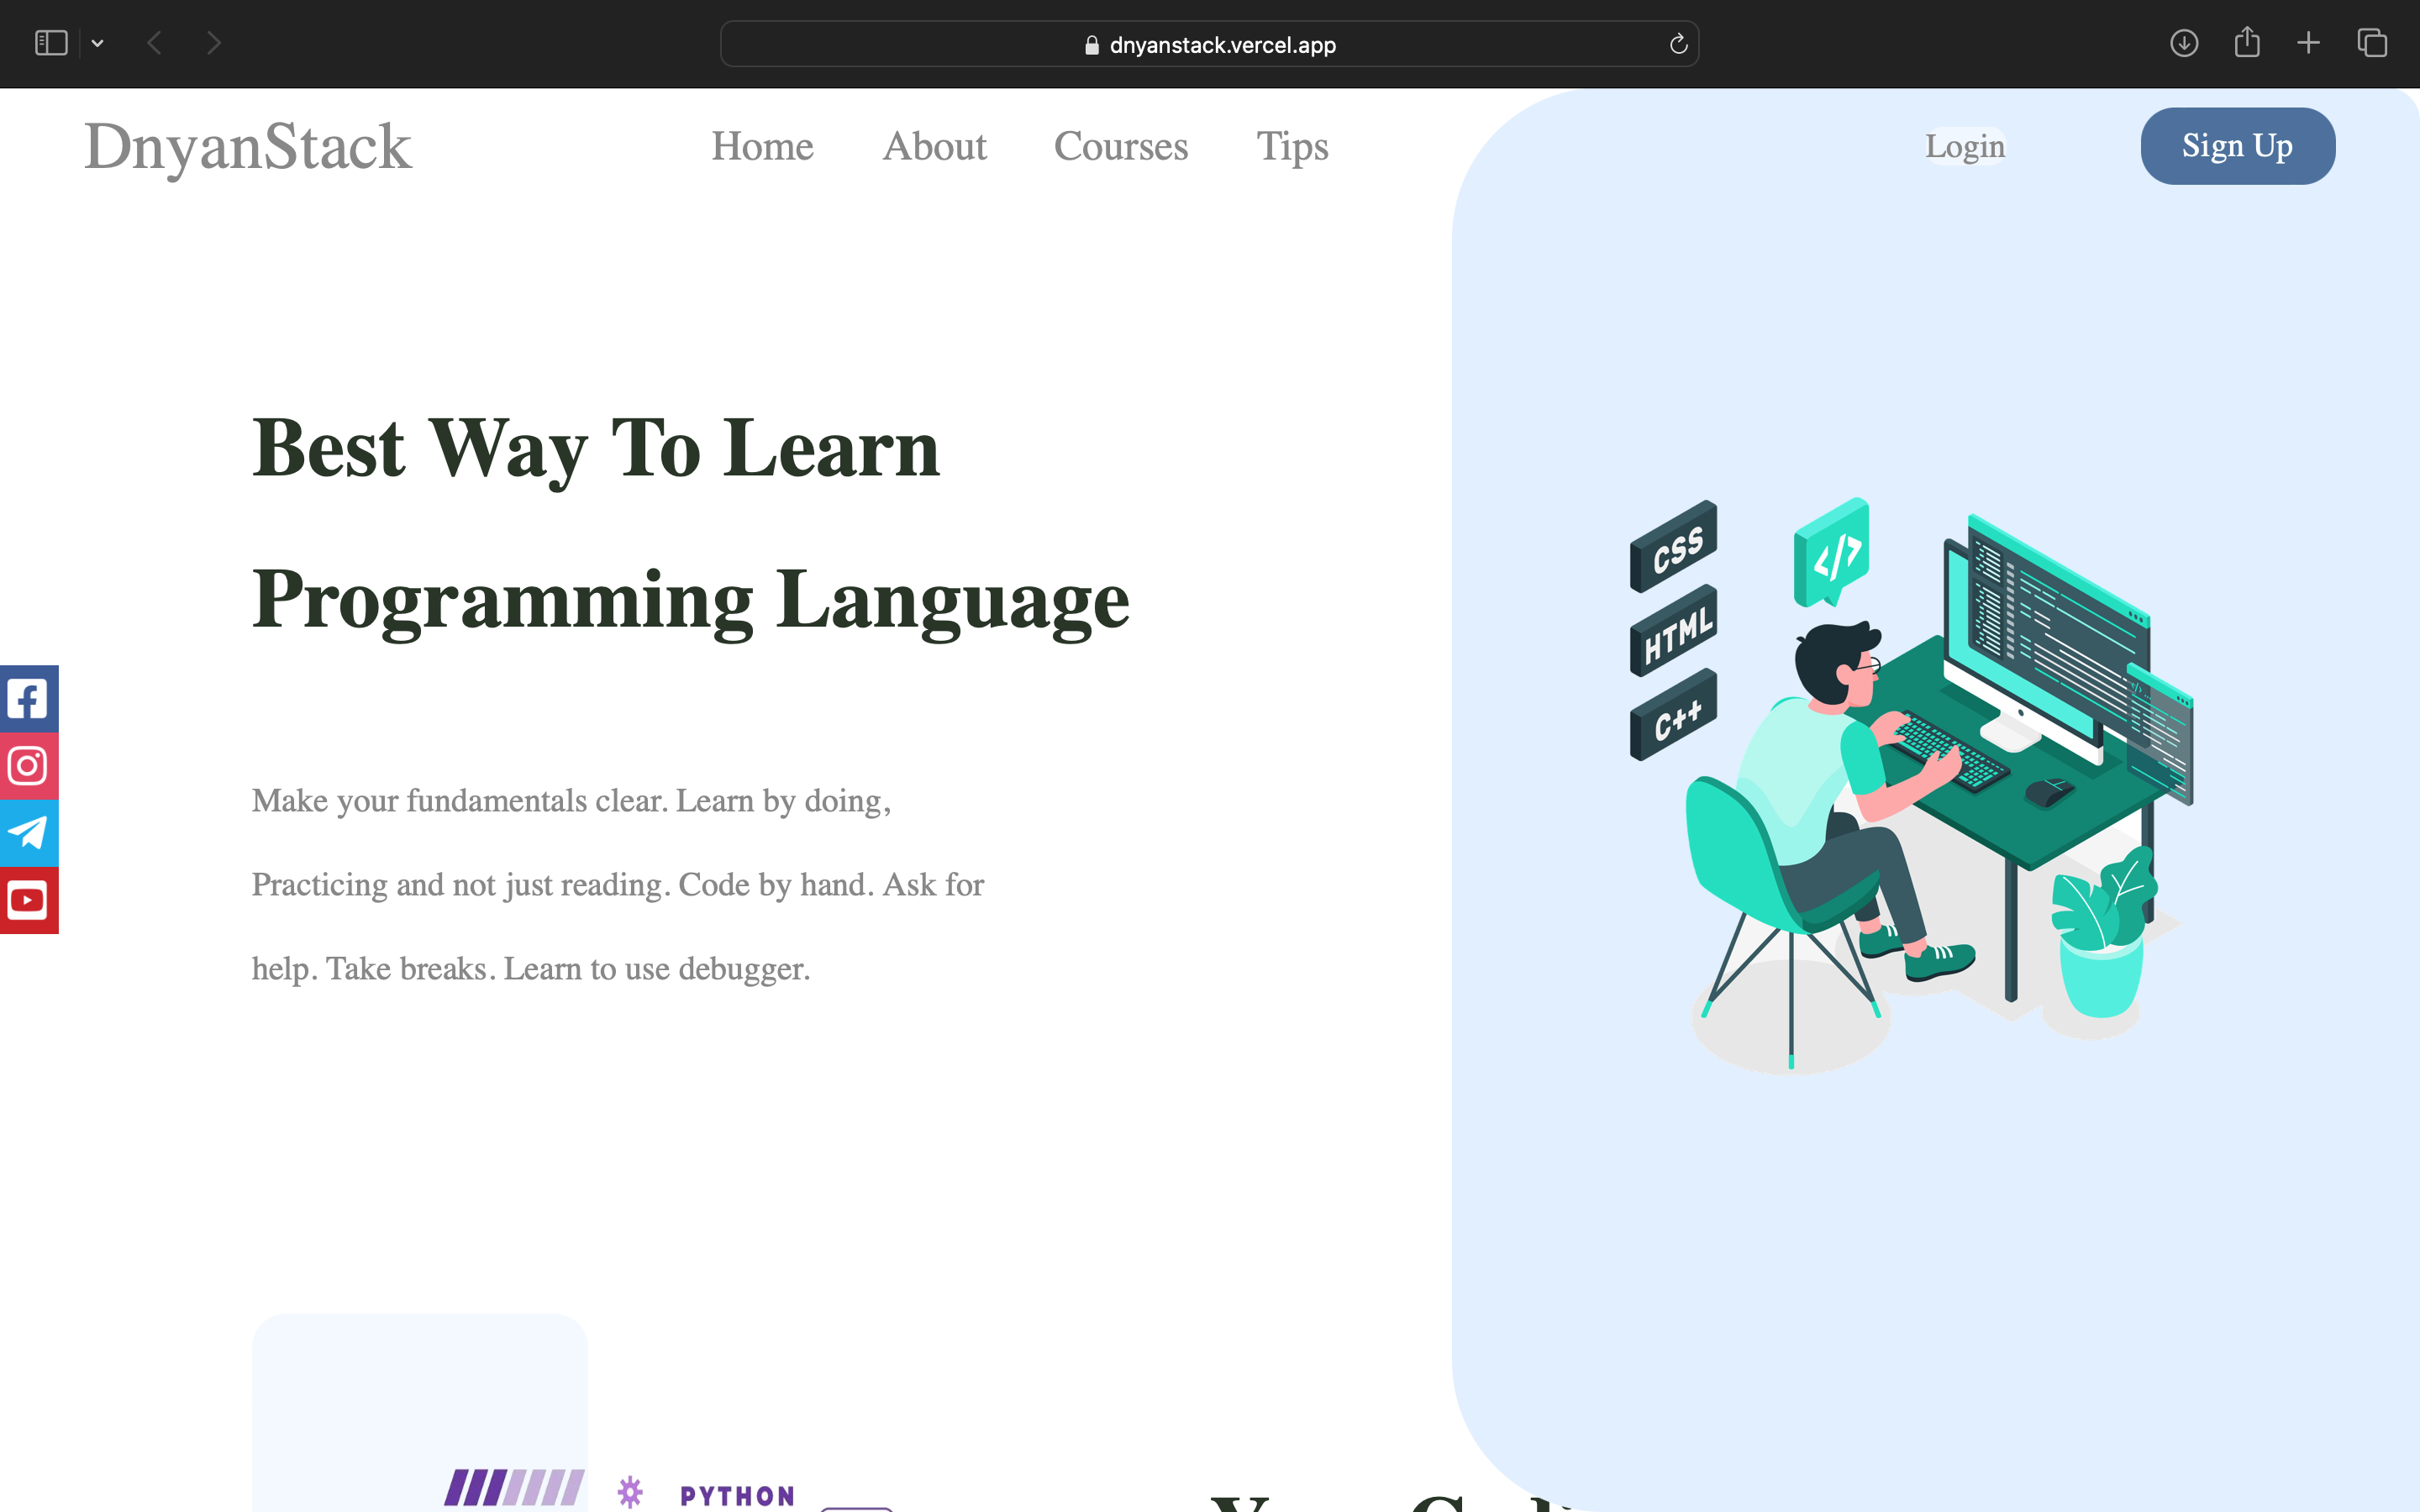 dnyanstack.vercel.app
DnyanStack
Home About Courses Tips
Login Sign Up
Best Way To Learn
Programming Language
Make your fundamentals clear. Learn by doing,
Practicing and not just reading. Code by hand. Ask for
help. Take breaks. Learn to use debugger.
CSS
</>
HTML
C++
PYTHON